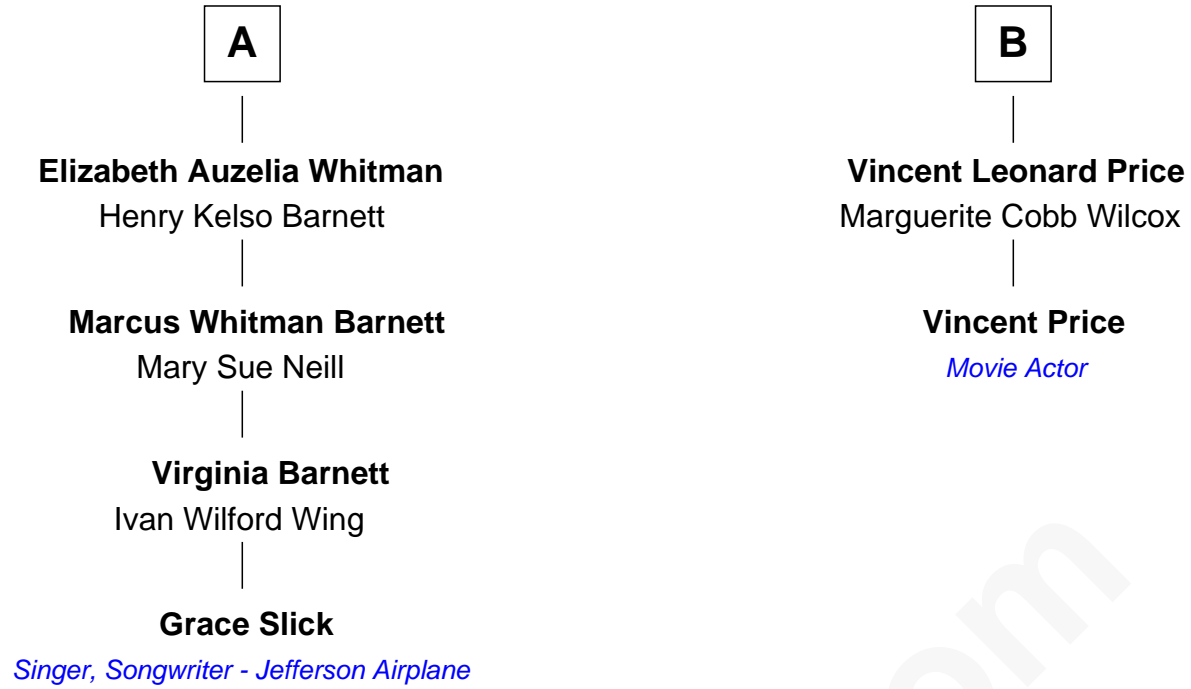 A
Elizabeth Auzelia Whitman
Henry Kelso Barnett
Marcus Whitman Barnett
Mary Sue Neill
Virginia Barnett
Ivan Wilford Wing
Grace Slick
Singer, Songwriter - Jefferson Airplane
B
Vincent Leonard Price
Marguerite Cobb Wilcox
Vincent Price
Movie Actor
om